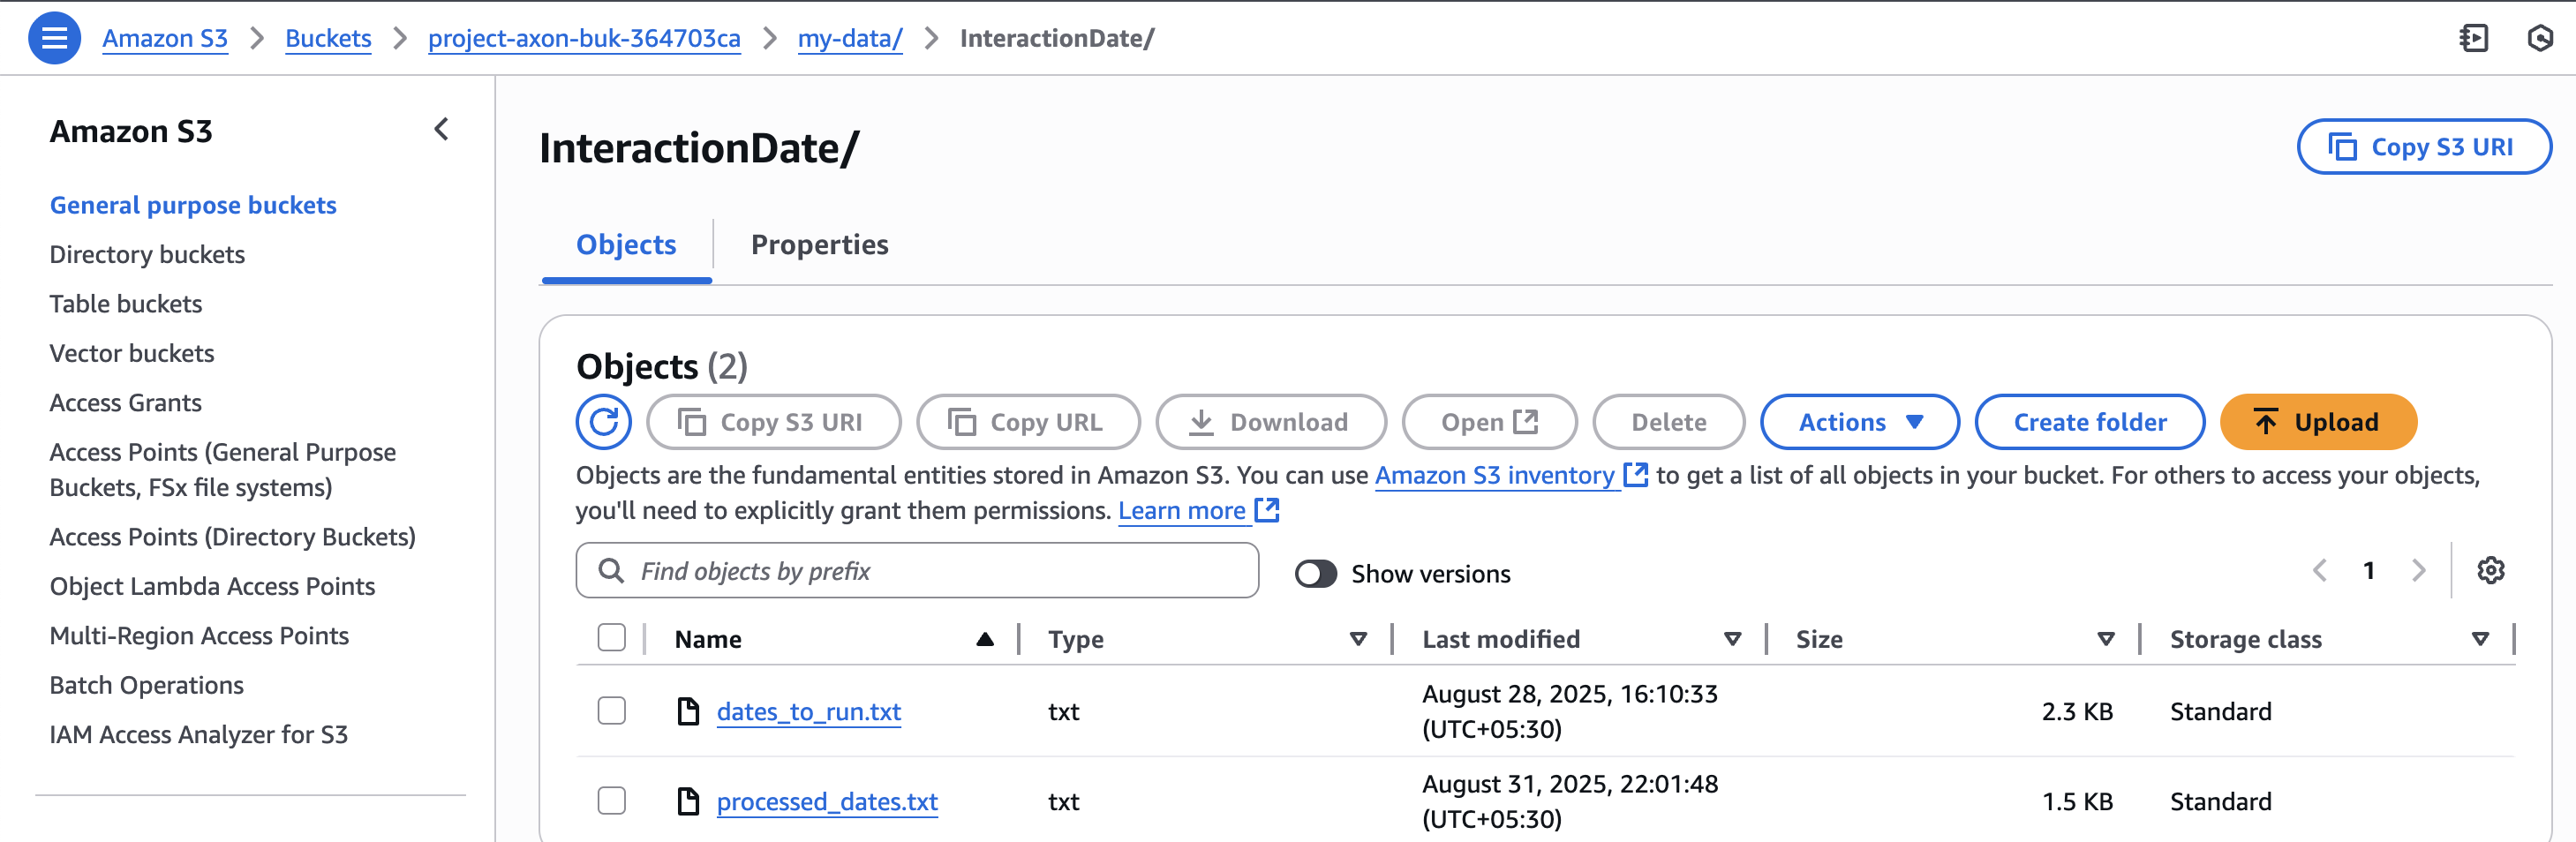 Amazon S3 > Buckets > project-axon-buk-364703ca > my-data/ > InteractionDate/
Amazon S3
General purpose buckets
Directory buckets
Table buckets
Vector buckets
Access Grants
Access Points (General Purpose
Buckets, FSx file systems)
Access Points (Directory Buckets)
Object Lambda Access Points
Multi-Region Access Points
Batch Operations
IAM Access Analyzer for S3
InteractionDate/
Copy S3 URI
Objects Properties
Objects (2)
Copy S3 URI Copy URL Download Open Delete Actions Create folder Upload
Objects are the fundamental entities stored in Amazon S3. You can use Amazon S3 inventory to get a list of all objects in your bucket. For others to access your objects,
you'll need to explicitly grant them permissions. Learn more
Find objects by prefix Show versions 1
Name Type Last modified Size Storage class
dates_to_run.txt txt August 28, 2025, 16:10:33 2.3 KB Standard
(UTC+05:30)
processed_dates.txt txt August 31, 2025, 22:01:48 1.5 KB Standard
(UTC+05:30)